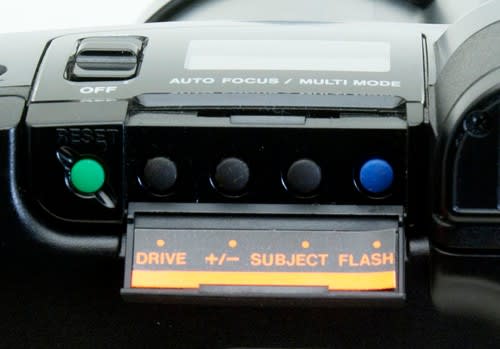 AUTO FOCUS / MULTI MODE
OFF
RESET
DRIVE +/- SUBJECT FLASH